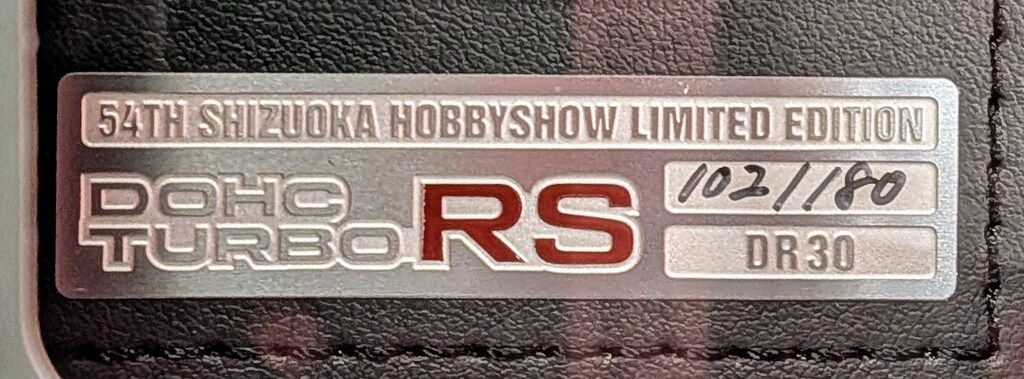 54TH SHIZUOKA HOBBYSHOW LIMITED EDITION
DOHC
TURBO RS
102/180
DR30